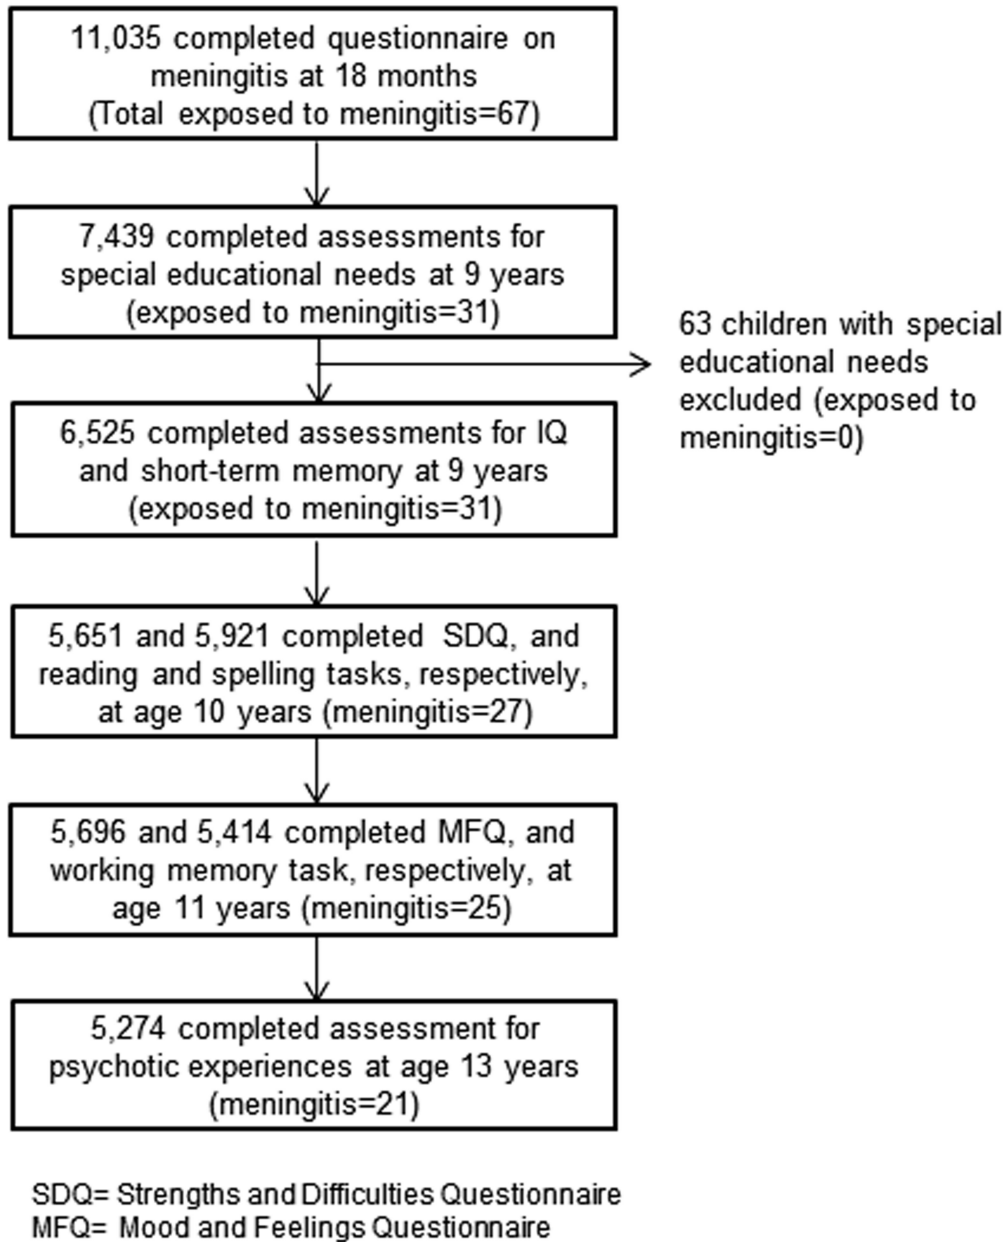 11,035 completed questionnaire on
meningitis at 18 months
(Total exposed to meningitis=67)
7,439 completed assessments for
special educational needs at 9 years
(exposed to meningitis=31)
63 children with special
educational needs
excluded (exposed to
meningitis=0)
6,525 completed assessments for IQ
and short-term memory at 9 years
(exposed to meningitis=31)
5,651 and 5,921 completed SDQ, and
reading and spelling tasks, respectively,
at age 10 years (meningitis=27)
5,696 and 5,414 completed MFQ, and
working memory task, respectively, at
age 11 years (meningitis=25)
5,274 completed assessment for
psychotic experiences at age 13 years
(meningitis=21)
SDQ= Strengths and Difficulties Questionnaire
MFQ= Mood and Feelings Questionnaire